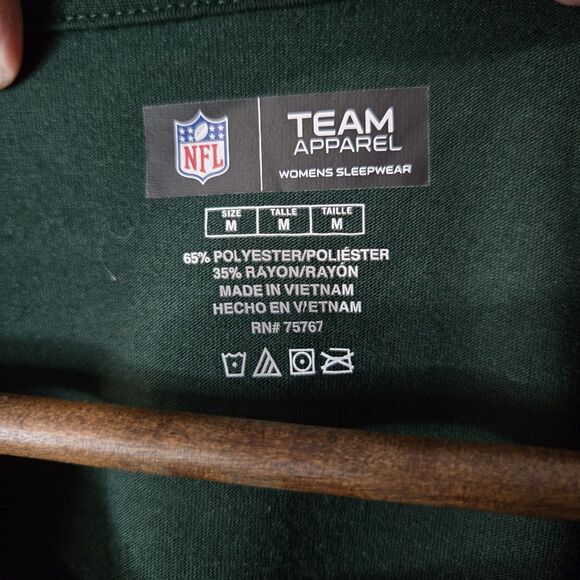 NFL
TEAM
APPAREL
WOMENS SLEEPWEAR
SIZE TALLE TAILLE
M M M
65% POLYESTER/POLIÉSTER
35% RAYON/RAYÓN
MADE IN VIETNAM
HECHO EN VIETNAM
RN# 75767